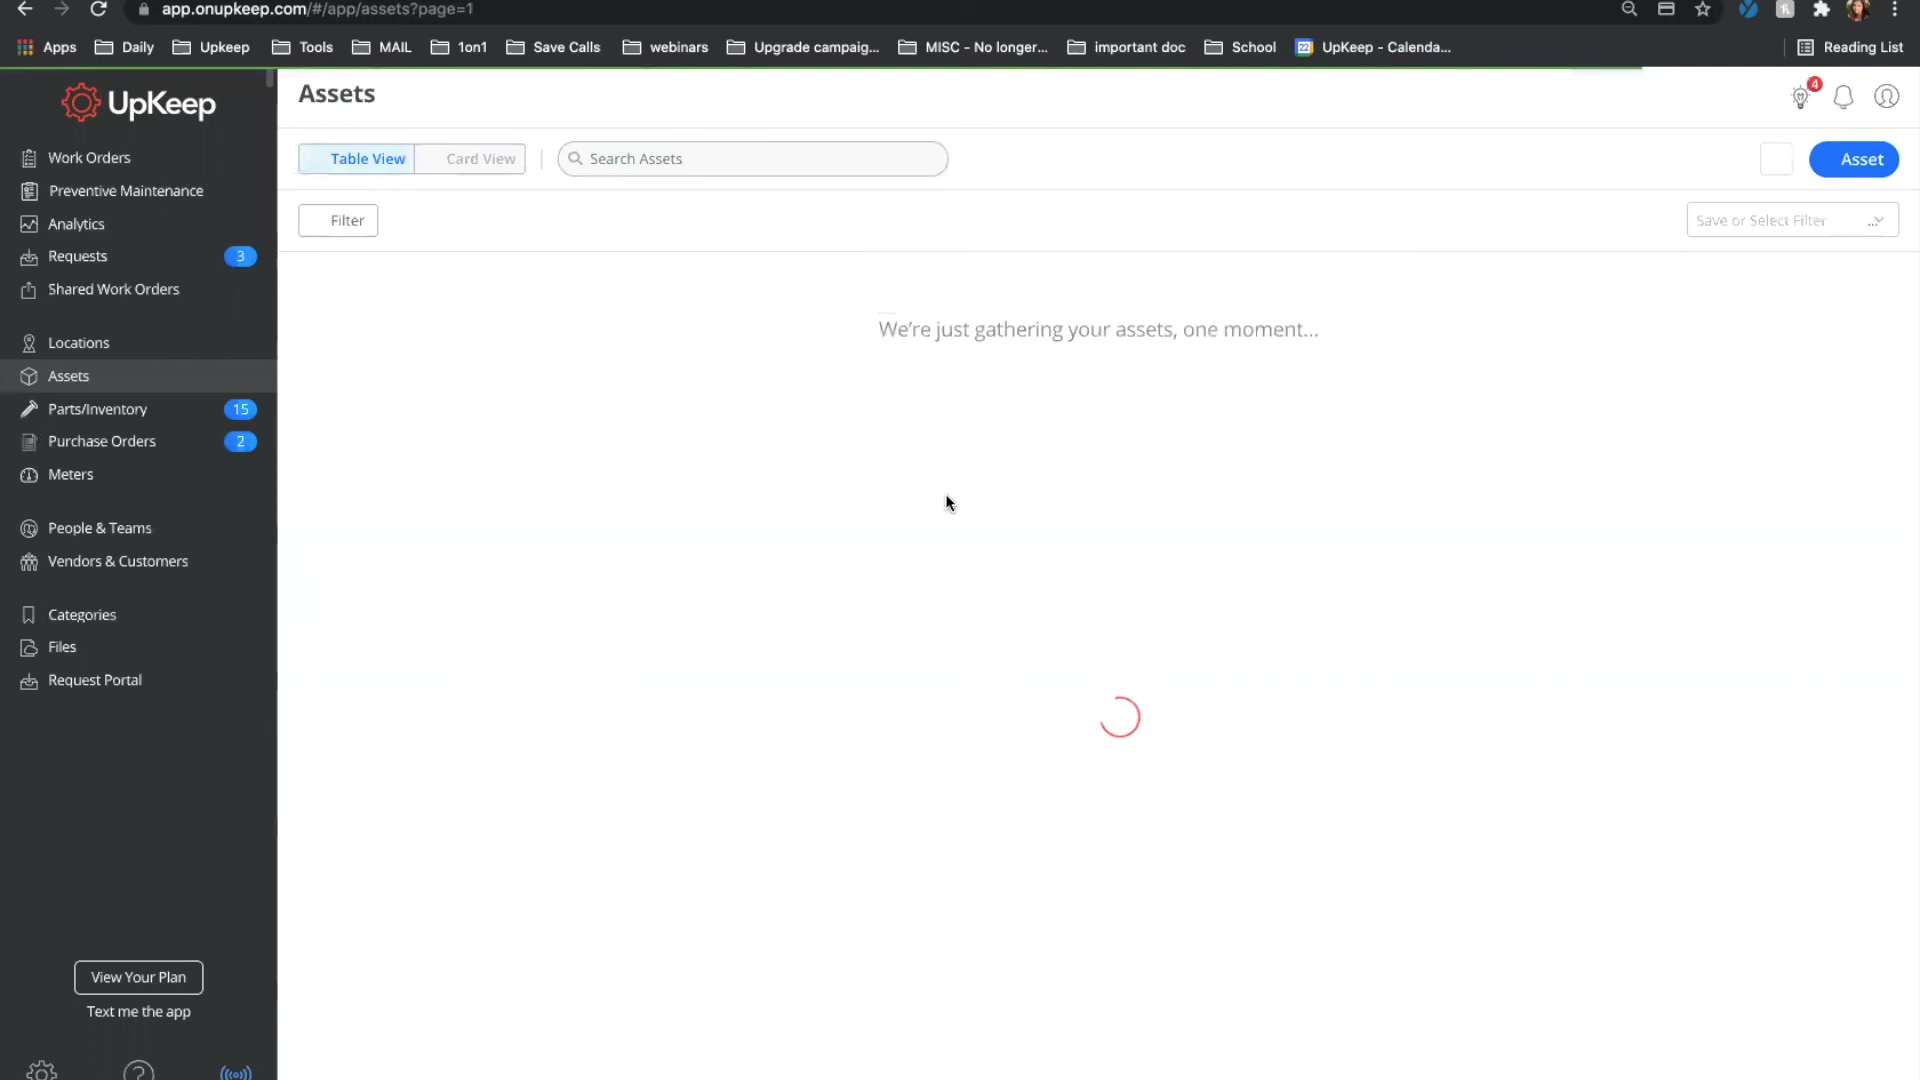 app.onupkeep.com/#/app/assets?page=1
Apps Daily Upkeep Tools MAIL 1on1 Save Calls webinars Upgrade campaig... MISC - No longer... important doc School UpKeep - Calenda... Reading List
UpKeep
Work Orders
Preventive Maintenance
Analytics
Requests 3
Shared Work Orders
Locations
Assets
Parts/Inventory 15
Purchase Orders 2
Meters
People & Teams
Vendors & Customers
Categories
Files
Request Portal
View Your Plan
Text me the app
Assets
4
Table View Card View Search Assets Asset
Filter Save or Select Filter ...
We're just gathering your assets, one moment...